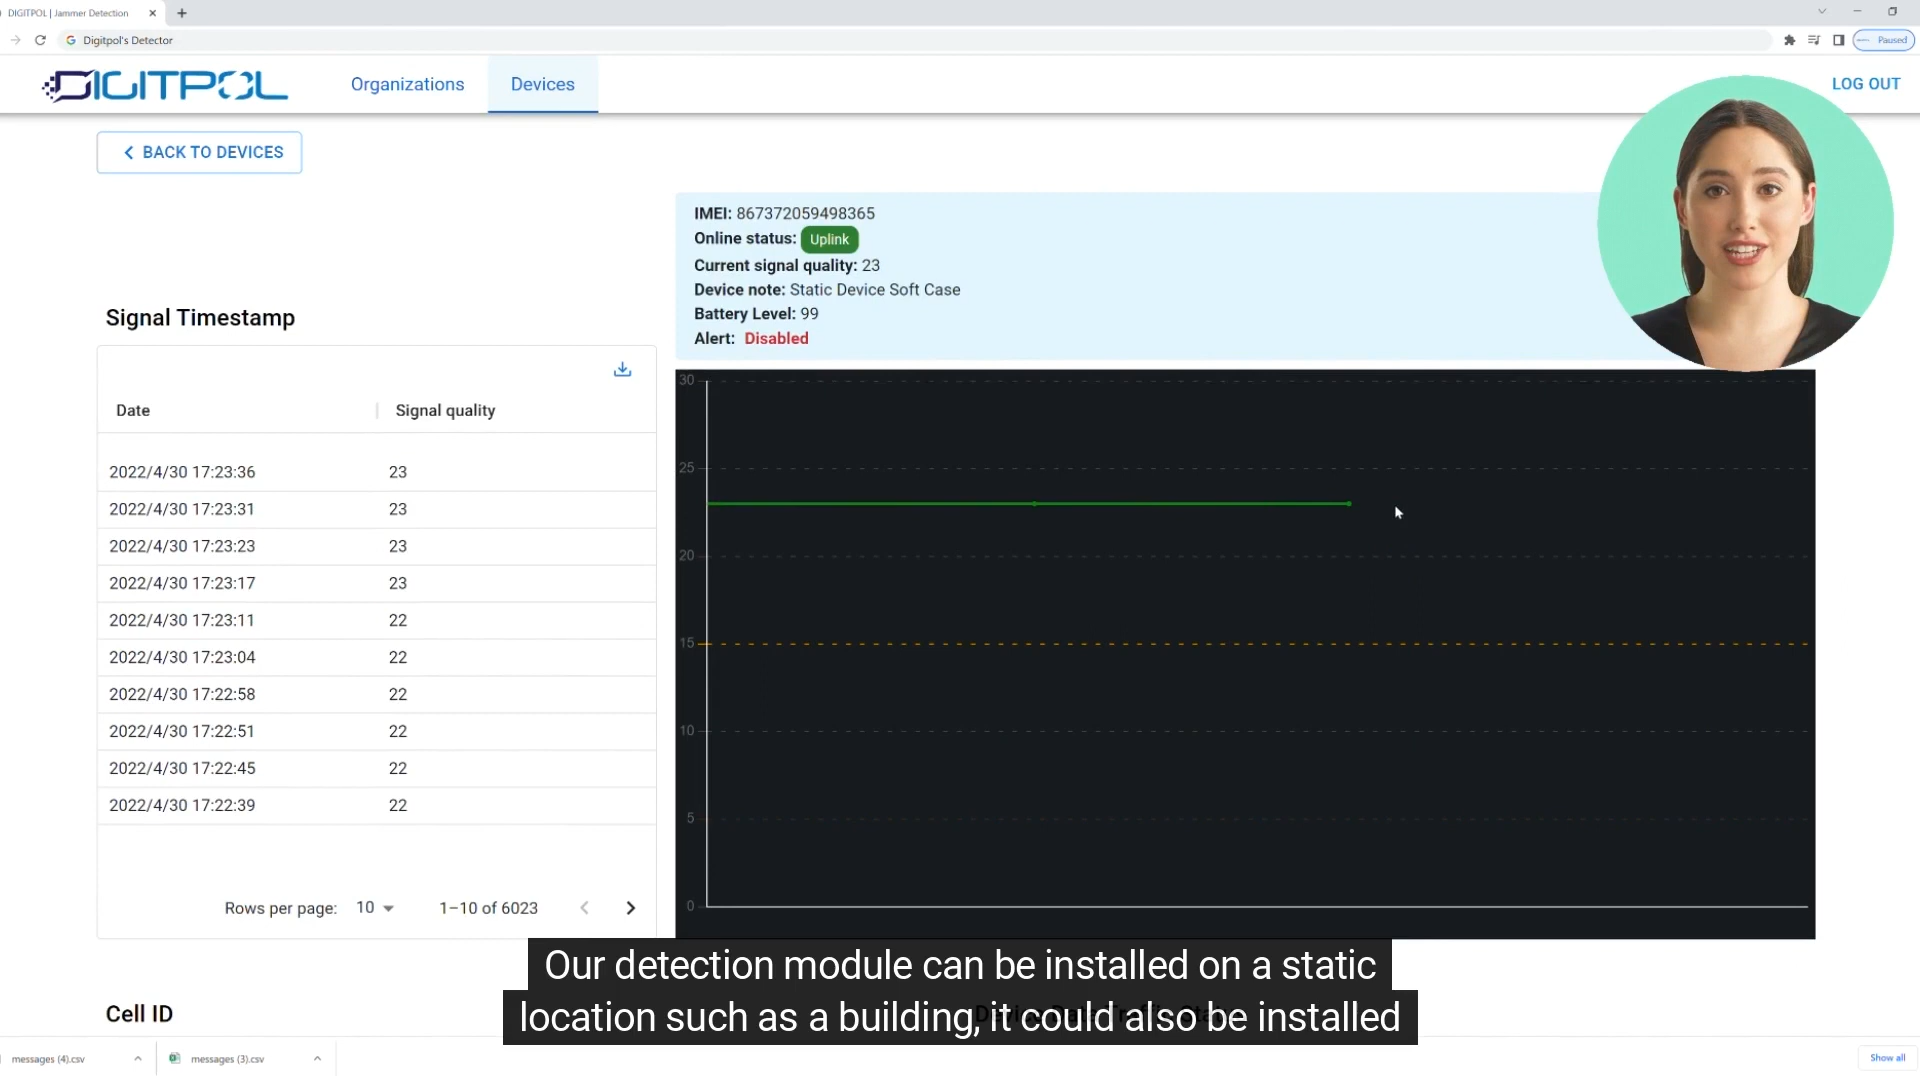 DIGITPOL | Jammer Detection
Digitpol's Detector
Paused
DIGITPOL
Organizations
Devices
LOG OUT
BACK TO DEVICES
IMEI: 867372059498365
Online status: Uplink
Current signal quality: 23
Device note: Static Device Soft Case
Battery Level: 99
Alert: Disabled
Signal Timestamp
Date Signal quality
2022/4/30 17:23:36 23
2022/4/30 17:23:31 23
2022/4/30 17:23:23 23
2022/4/30 17:23:17 23
2022/4/30 17:23:11 22
2022/4/30 17:23:04 22
2022/4/30 17:22:58 22
2022/4/30 17:22:51 22
2022/4/30 17:22:45 22
2022/4/30 17:22:39 22
Rows per page: 10 1–10 of 6023
30
25
20
15
10
5
0
Our detection module can be installed on a static
location such as a building, it could also be installed
Cell ID
messages (4).csv
messages (3).csv
Show all